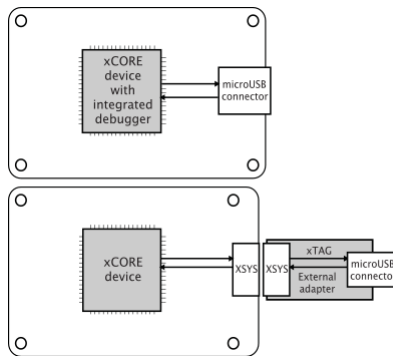 xCORE
device
with
integrated
debugger
microUSB
connector
xCORE
device
XSYS
XSYS
xTAG
External
adapter
microUSB
connector